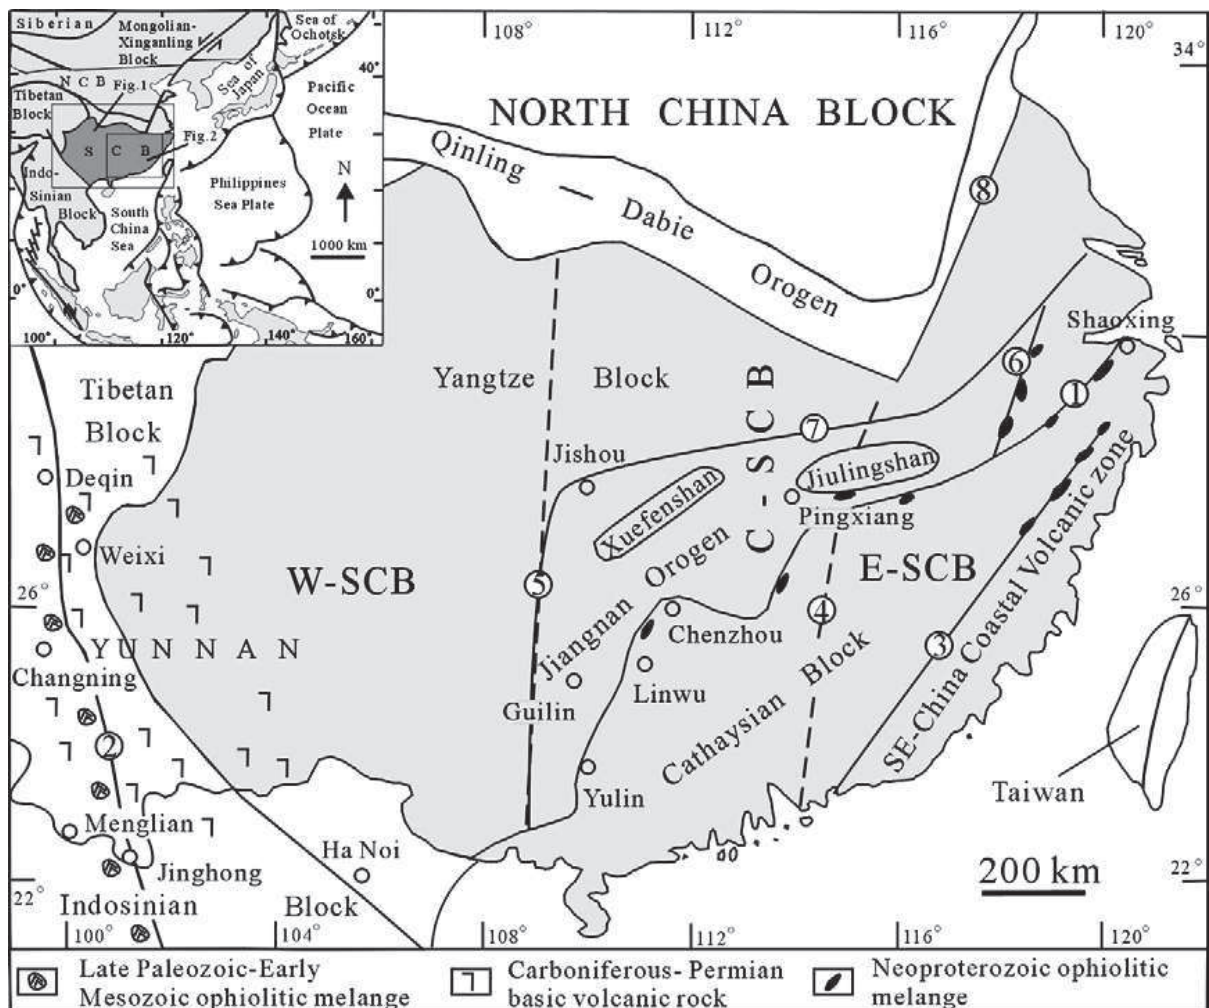 Siberian
Mongolian-
Xinganling
Block
Sea of
Ochotsk
N C B
Fig.1
Sea of
Japan
40°
Tibetan
Block
Pacific
Ocean
Plate
S C B
Fig.2
Indo-
Sinian
Block
Philippines
Sea Plate
N
South
China
Sea
1000 km
0°
0°
100°
120°
140°
160°
108°
112°
116°
120°
34°
NORTH CHINA BLOCK
Qinling — Dabie Orogen
8
Shaoxing
Tibetan
Block
Yangtze Block
C - SCB
6
1
7
Jishou
Jiulingshan
Deqin
Xuefenshan
Pingxiang
Weixi
W-SCB
5
Jiangnan Orogen
E-SCB
26°
26°
4
Chenzhou
YUNNAN
3
Changning
Linwu
Guilin
Cathaysian Block
SE-China Coastal Volcanic zone
2
Yulin
Taiwan
Menglian
Ha Noi
Jinghong
200 km
22°
22°
Indosinian Block
100°
104°
108°
112°
116°
120°
Late Paleozoic-Early
Mesozoic ophiolitic melange
Carboniferous- Permian
basic volcanic rock
Neoproterozoic ophiolitic
melange